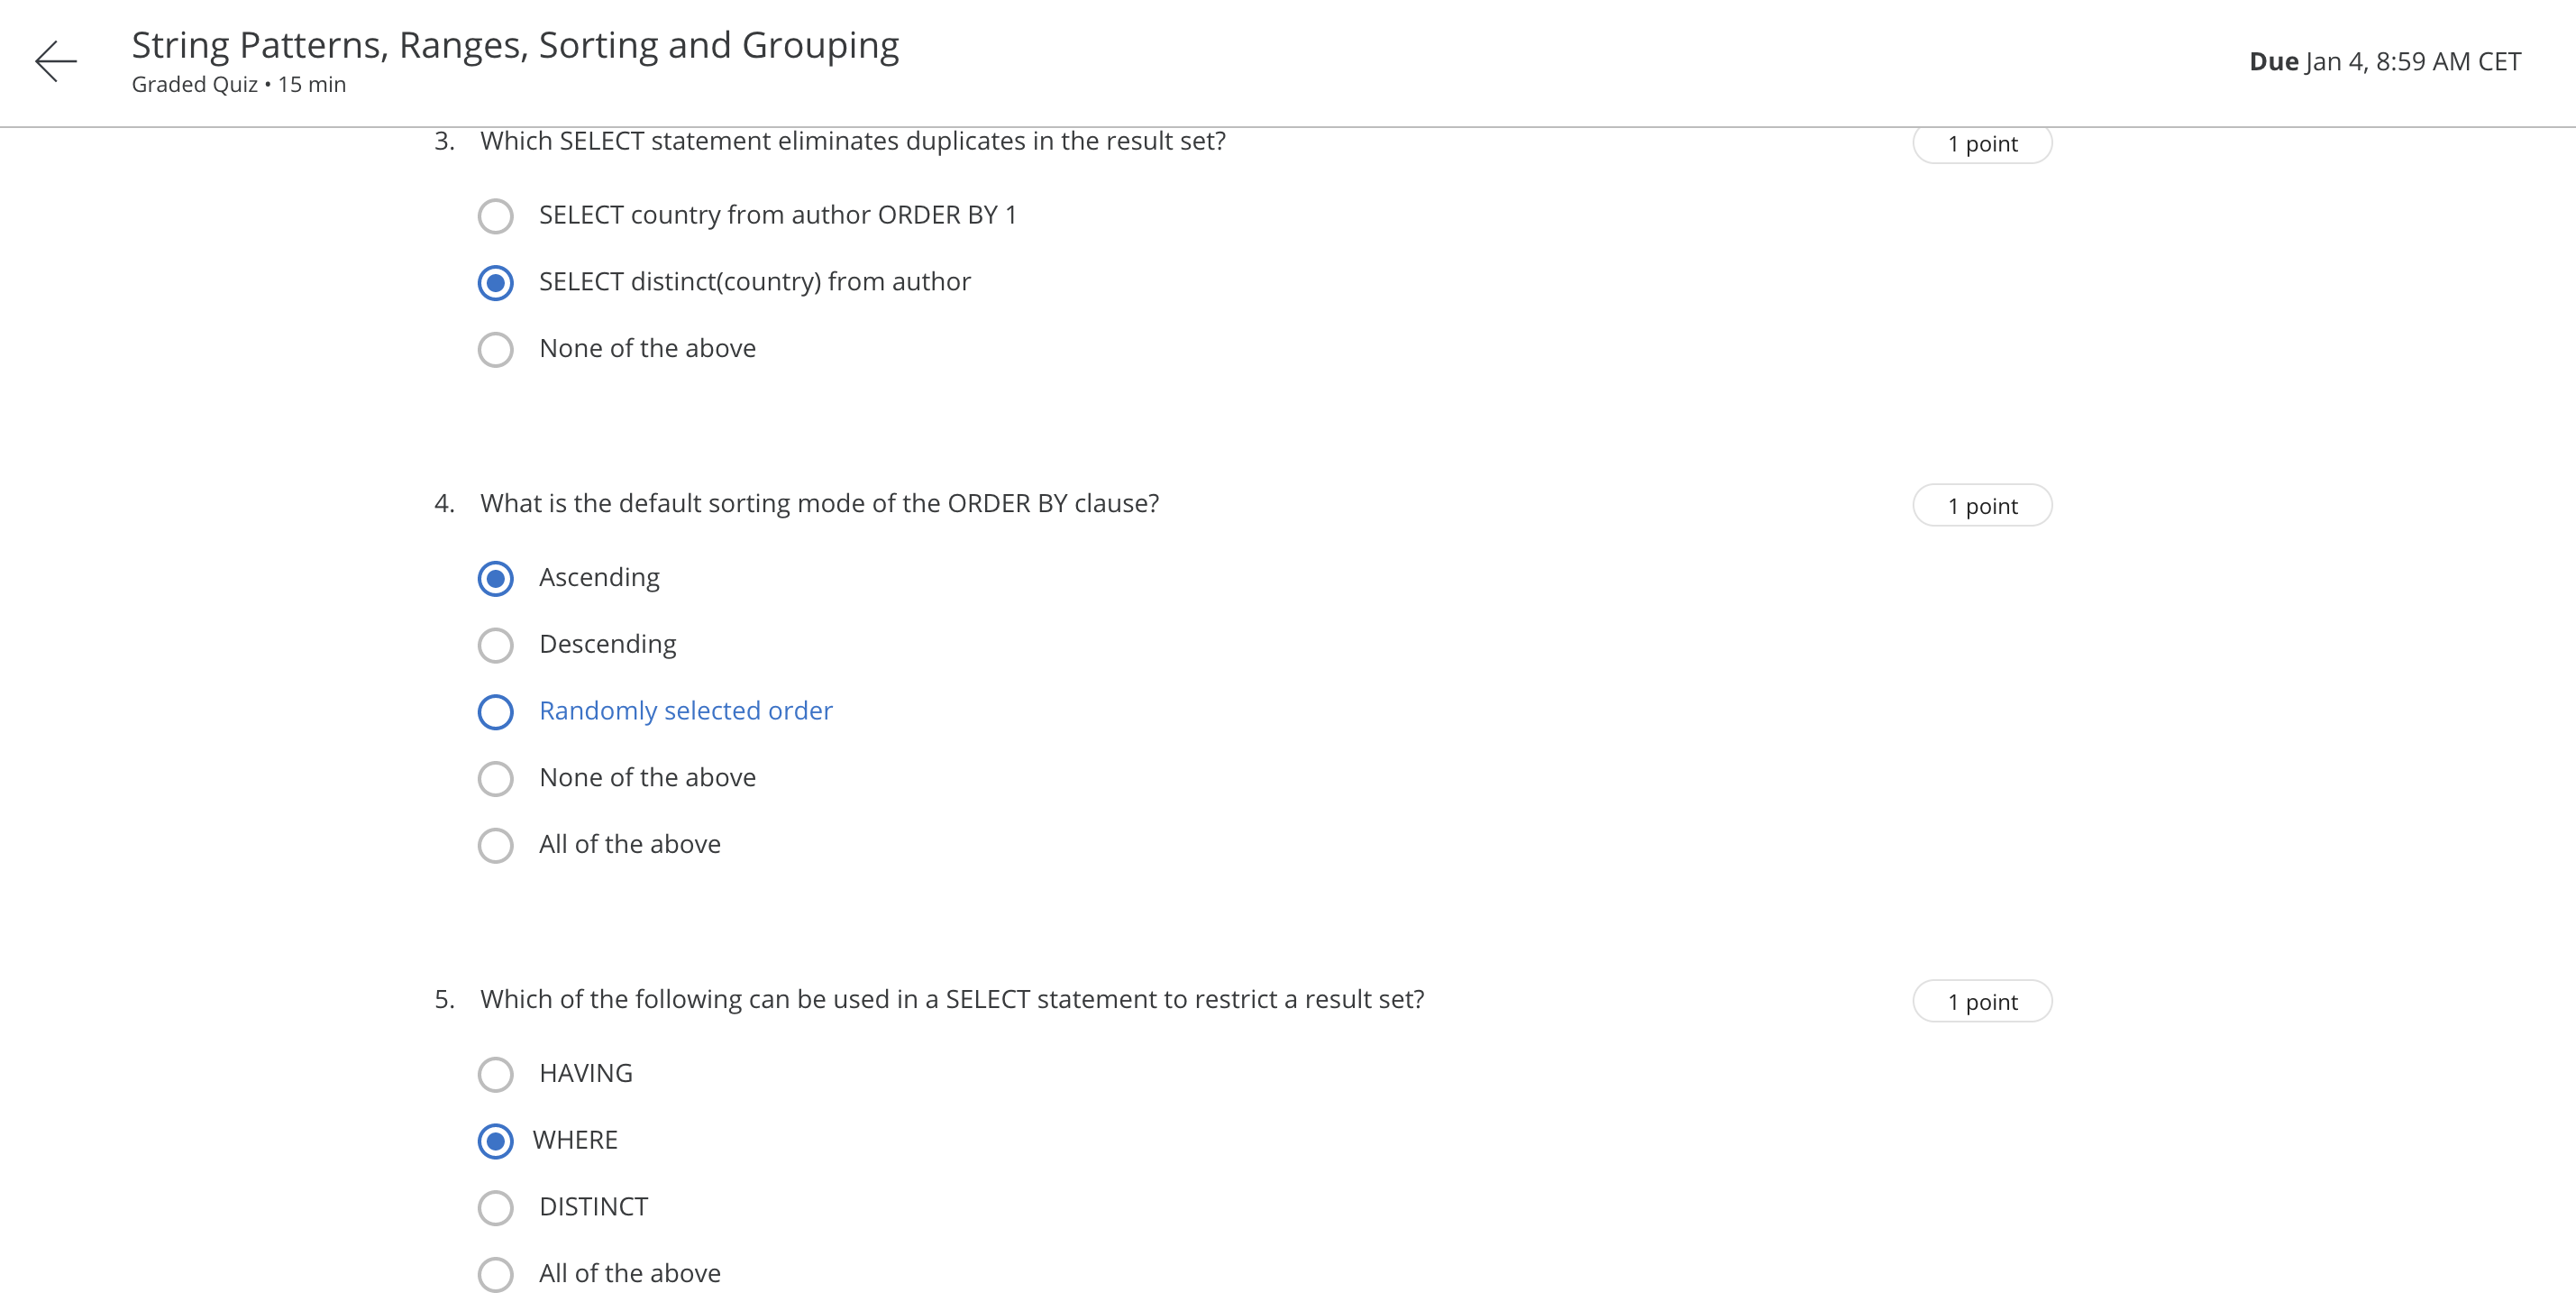 String Patterns, Ranges, Sorting and Grouping
Graded Quiz • 15 min
Due Jan 4, 8:59 AM CET
3. Which SELECT statement eliminates duplicates in the result set?
1 point
SELECT country from author ORDER BY 1
SELECT distinct(country) from author
None of the above
4. What is the default sorting mode of the ORDER BY clause?
1 point
Ascending
Descending
Randomly selected order
None of the above
All of the above
5. Which of the following can be used in a SELECT statement to restrict a result set?
1 point
HAVING
WHERE
DISTINCT
All of the above